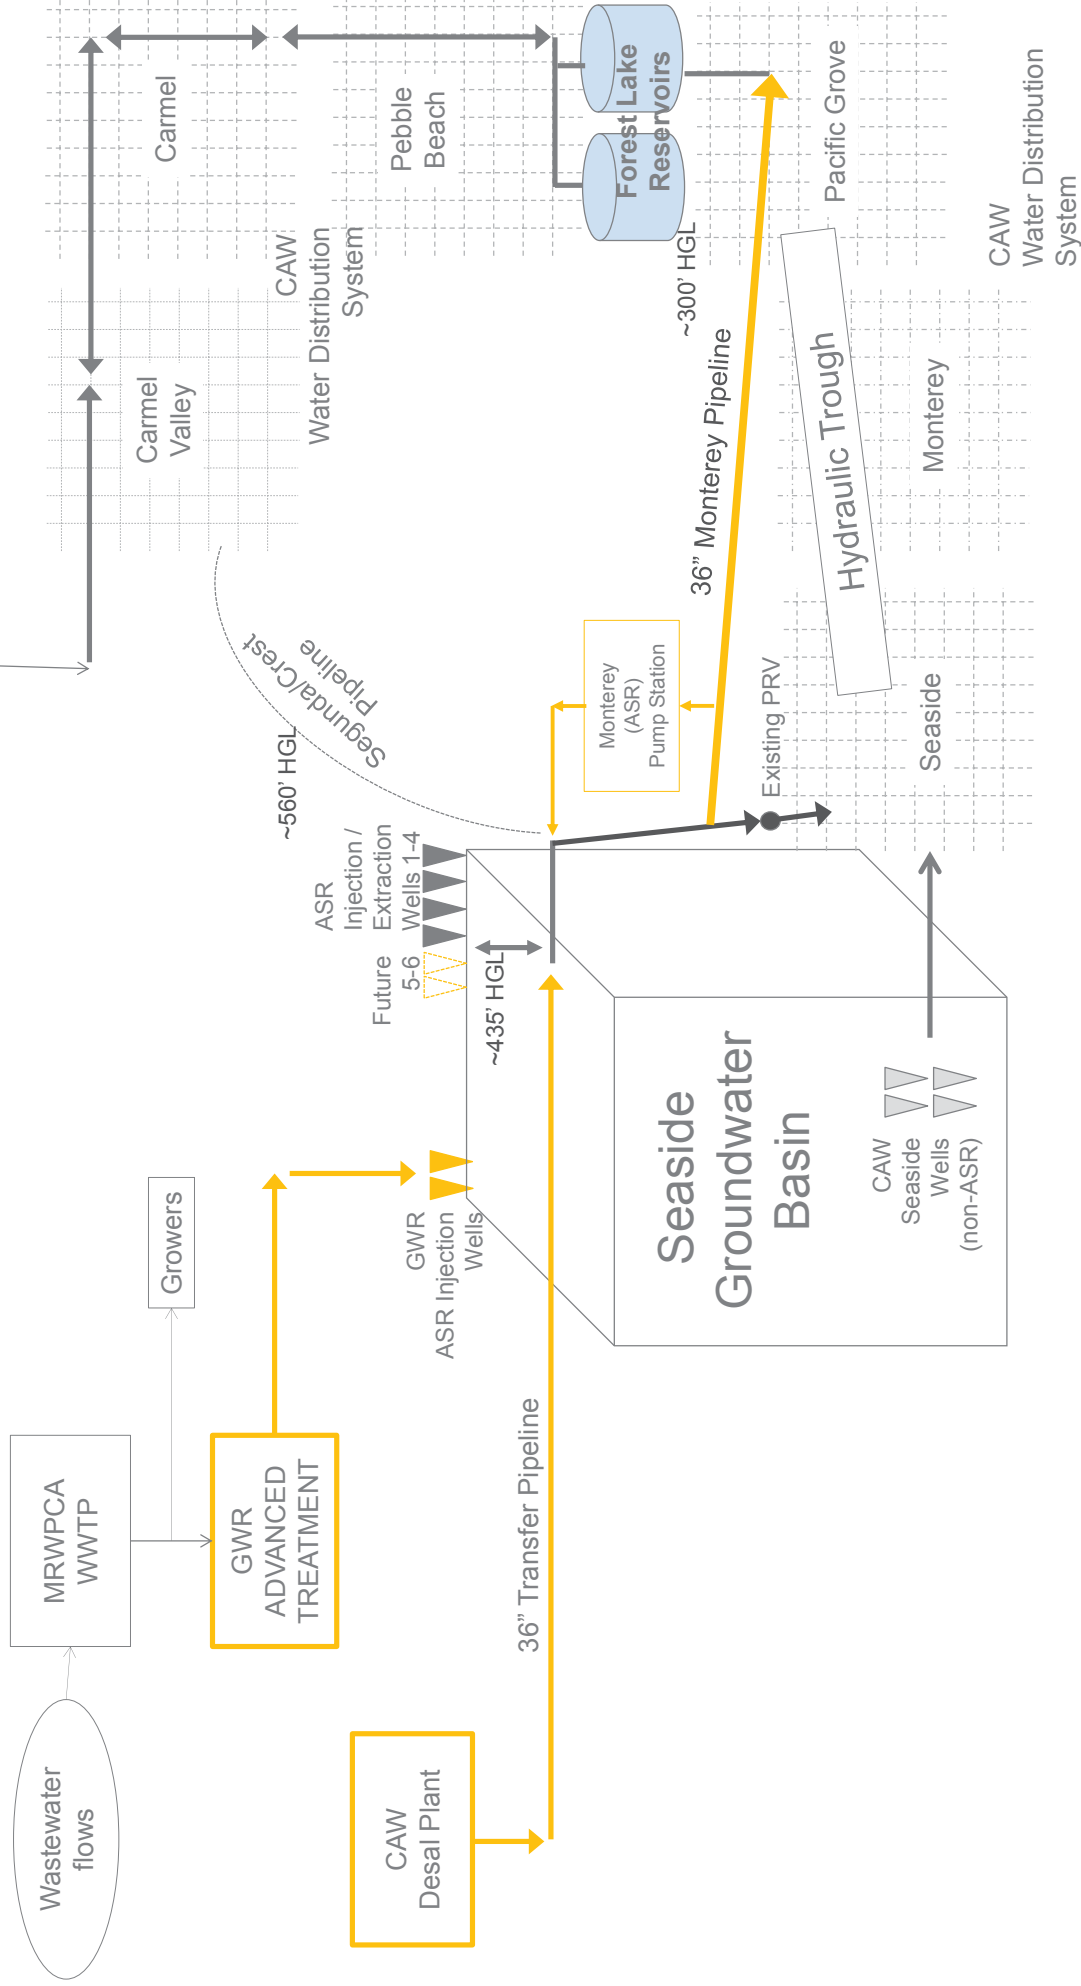 Wastewater
flows
MRWPCA
WWTP
Growers
GWR
ADVANCED
TREATMENT
CAW
Desal Plant
36” Transfer Pipeline
GWR
ASR Injection
Wells
Future
5-6
ASR
Injection /
Extraction
Wells 1-4
~435’ HGL
~560’ HGL
Segunda/Crest
Pipeline
Seaside
Groundwater
Basin
CAW
Seaside
Wells
(non-ASR)
Monterey
(ASR)
Pump Station
Existing PRV
Seaside
36” Monterey Pipeline
Hydraulic Trough
Monterey
~300’ HGL
Carmel
Valley
CAW
Water Distribution
System
Carmel
Pebble
Beach
Forest Lake
Reservoirs
Pacific Grove
CAW
Water Distribution
System